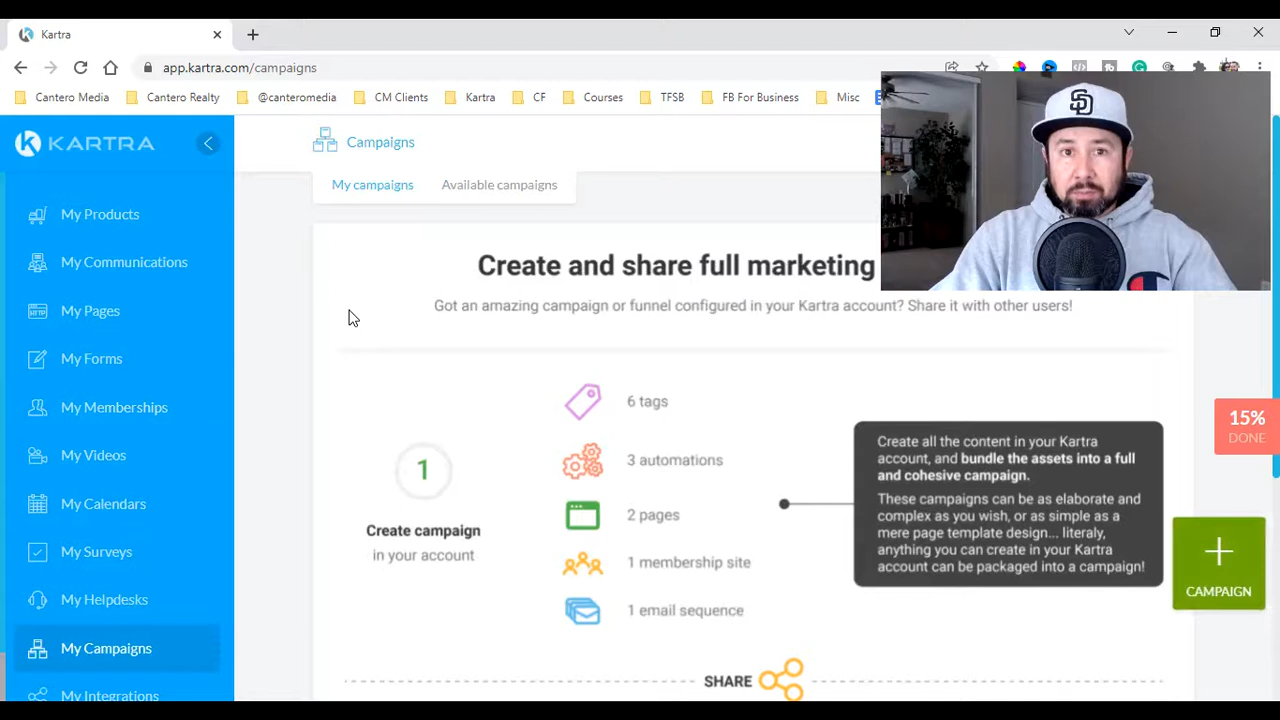 Kartra
app.kartra.com/campaigns
Cantero Media
Cantero Realty
@canteromedia
CM Clients
Kartra
CF
Courses
TFSB
FB For Business
Misc
KARTRA
My Products
My Communications
My Pages
HTTP
My Forms
My Memberships
My Videos
My Calendars
My Surveys
My Helpdesks
My Campaigns
My Integrations
Campaigns
My campaigns
Available campaigns
Create and share full marketing
Got an amazing campaign or funnel configured in your Kartra account? Share it with other users!
1
Create campaign
in your account
6 tags
3 automations
2 pages
1 membership site
1 email sequence
Create all the content in your Kartra
account, and bundle the assets into a full
and cohesive campaign.
These campaigns can be as elaborate and
complex as you wish, or as simple as a
mere page template design... literaly,
anything you can create in your Kartra
account can be packaged into a campaign!
SHARE
15%
DONE
CAMPAIGN
SD